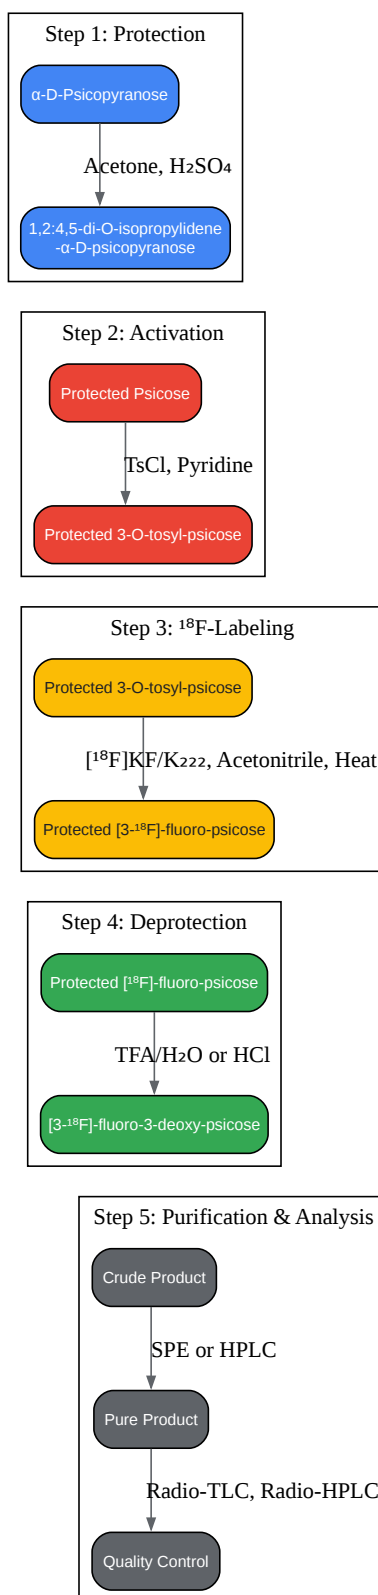 Step 1: Protection
α-D-Psicopyranose
Acetone, H₂SO₄
1,2:4,5-di-O-isopropylidene
-α-D-psicopyranose
Step 2: Activation
Protected Psicose
TsCl, Pyridine
Protected 3-O-tosyl-psicose
Step 3: ¹⁸F-Labeling
Protected 3-O-tosyl-psicose
[¹⁸F]KF/K₂₂₂, Acetonitrile, Heat
Protected [3-¹⁸F]-fluoro-psicose
Step 4: Deprotection
Protected [¹⁸F]-fluoro-psicose
TFA/H₂O or HCl
[3-¹⁸F]-fluoro-3-deoxy-psicose
Step 5: Purification & Analysis
Crude Product
SPE or HPLC
Pure Product
Radio-TLC, Radio-HPLC
Quality Control